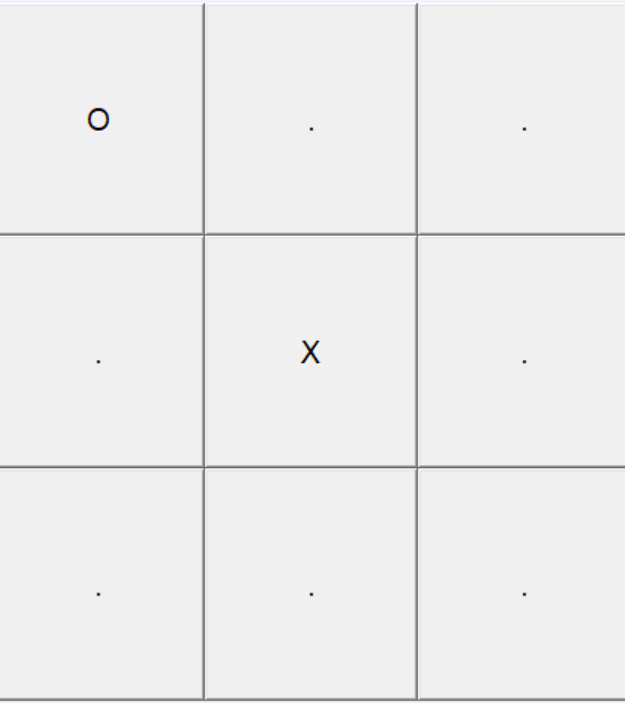 O . .
. X .
. . .